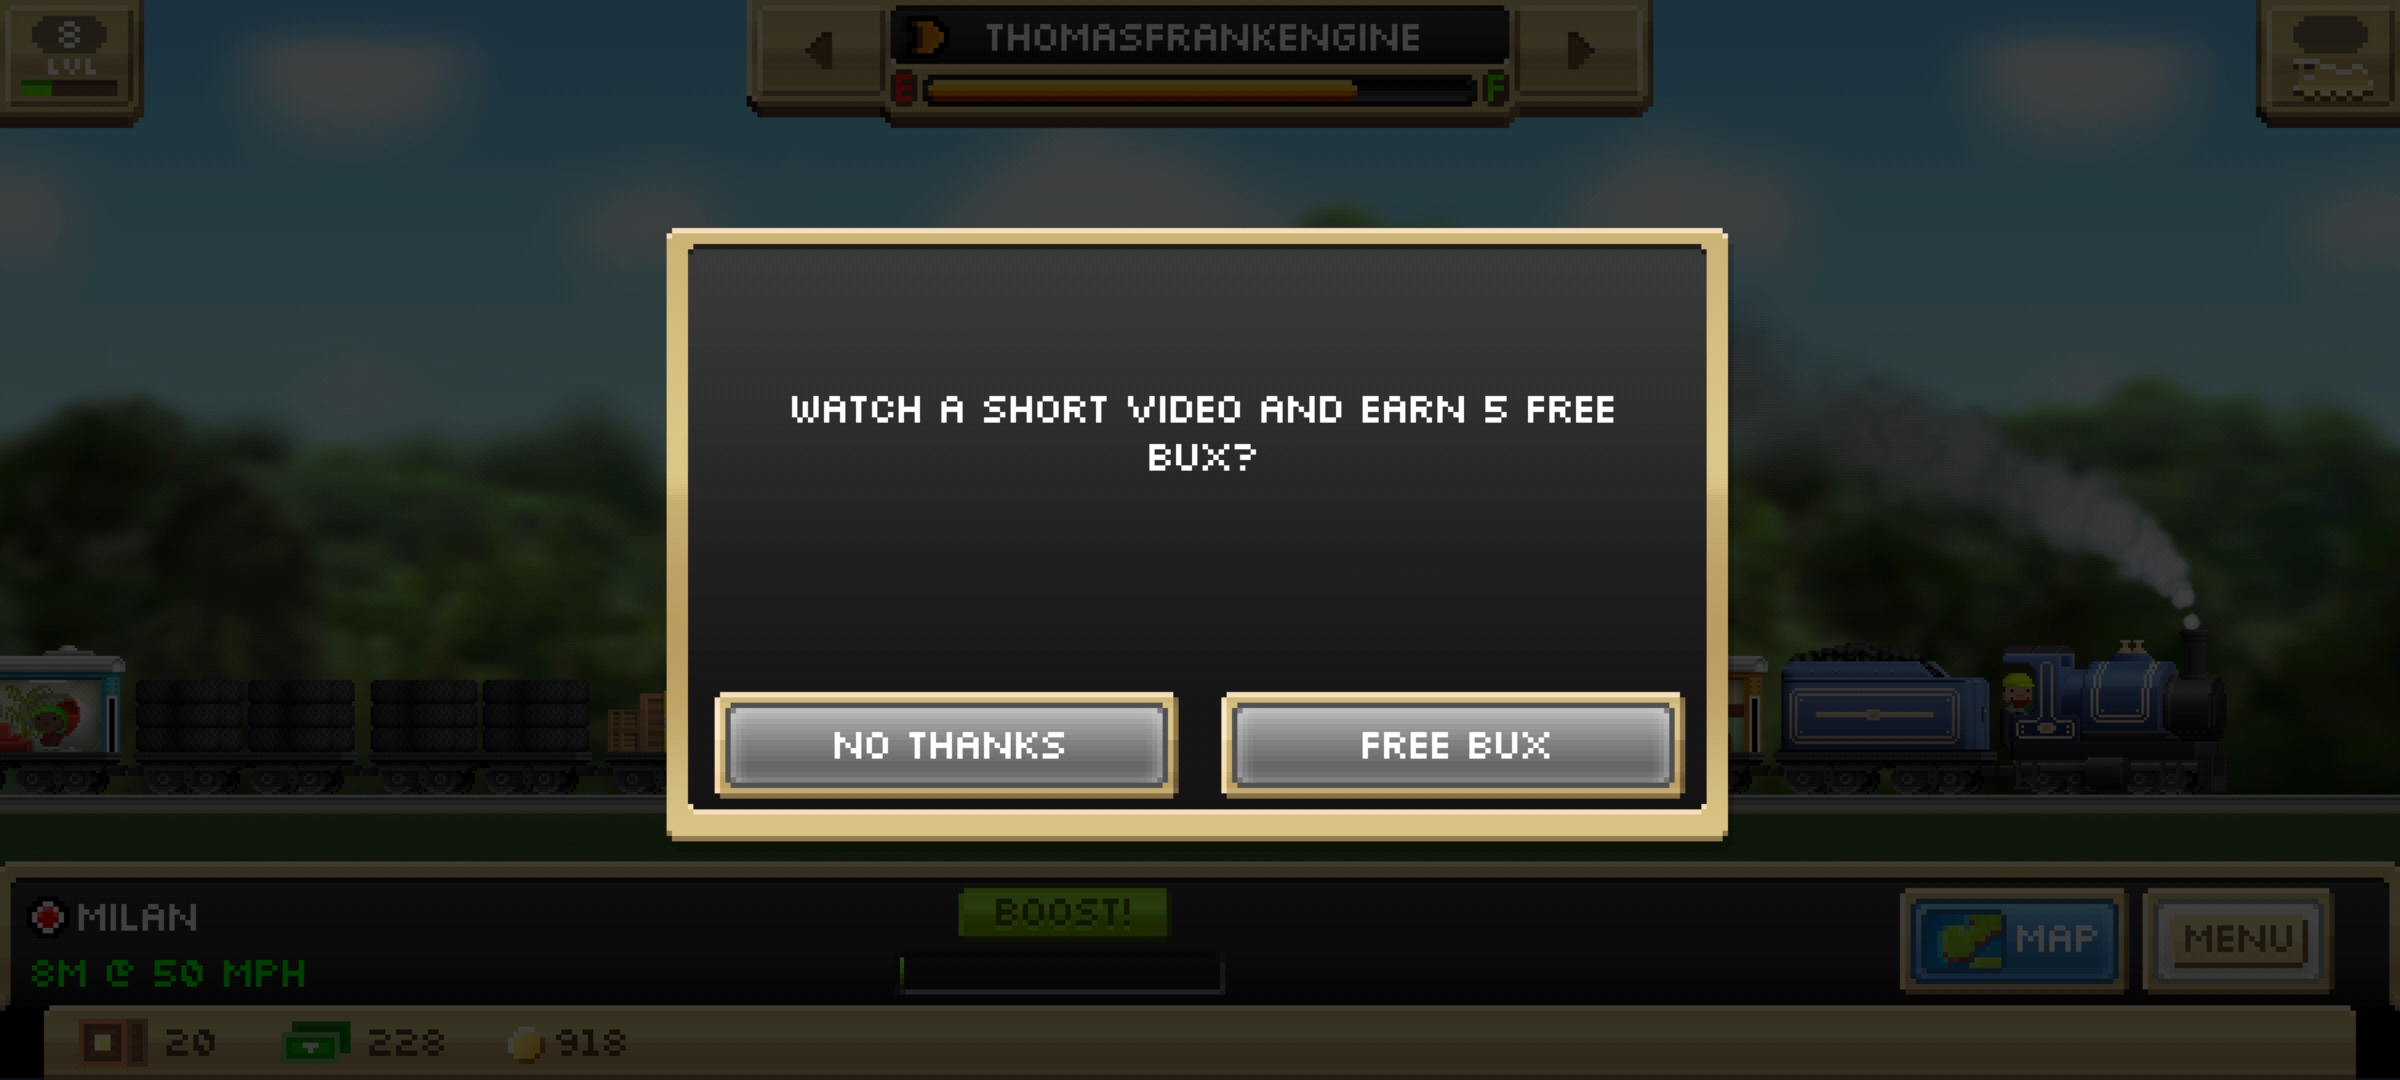 8
LVL
THOMASFRANKENGINE
E
F
WATCH A SHORT VIDEO AND EARN 5 FREE
BUX?
NO THANKS
FREE BUX
MILAN
8M @ 50 MPH
BOOST!
MAP
MENU
20
228
918